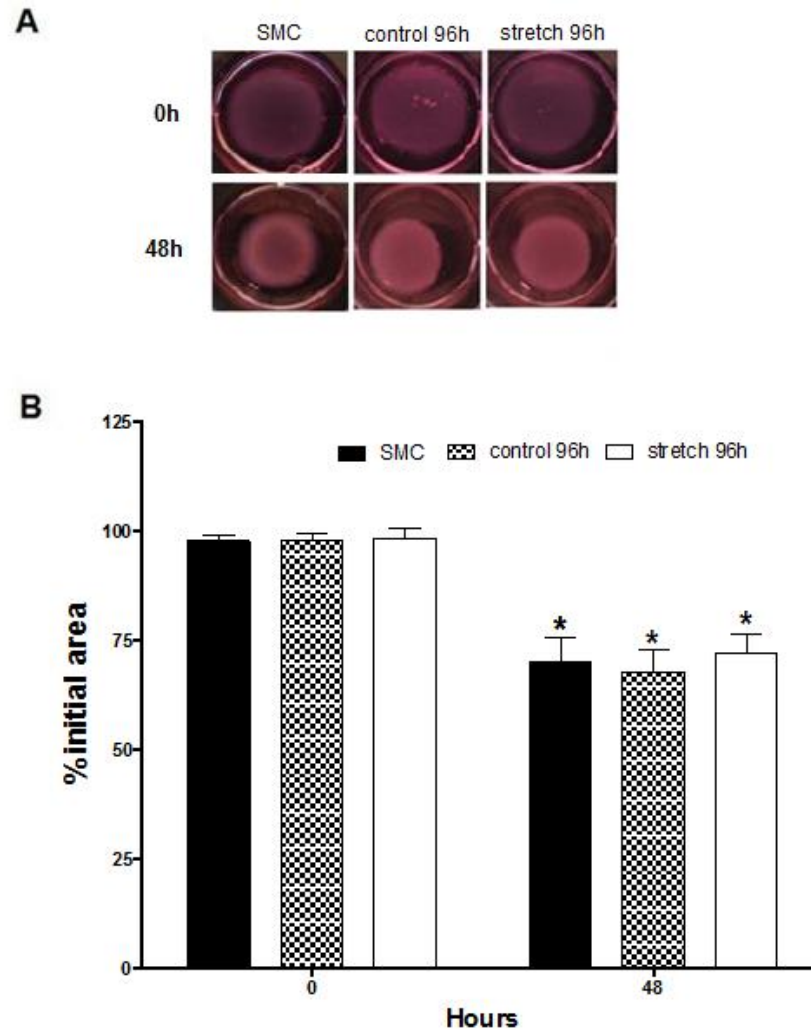 A
SMC control 96h stretch 96h
0h
48h
B
125
SMC control 96h stretch 96h
100
75
50
25
0
* * *
% initial area
0 48
Hours